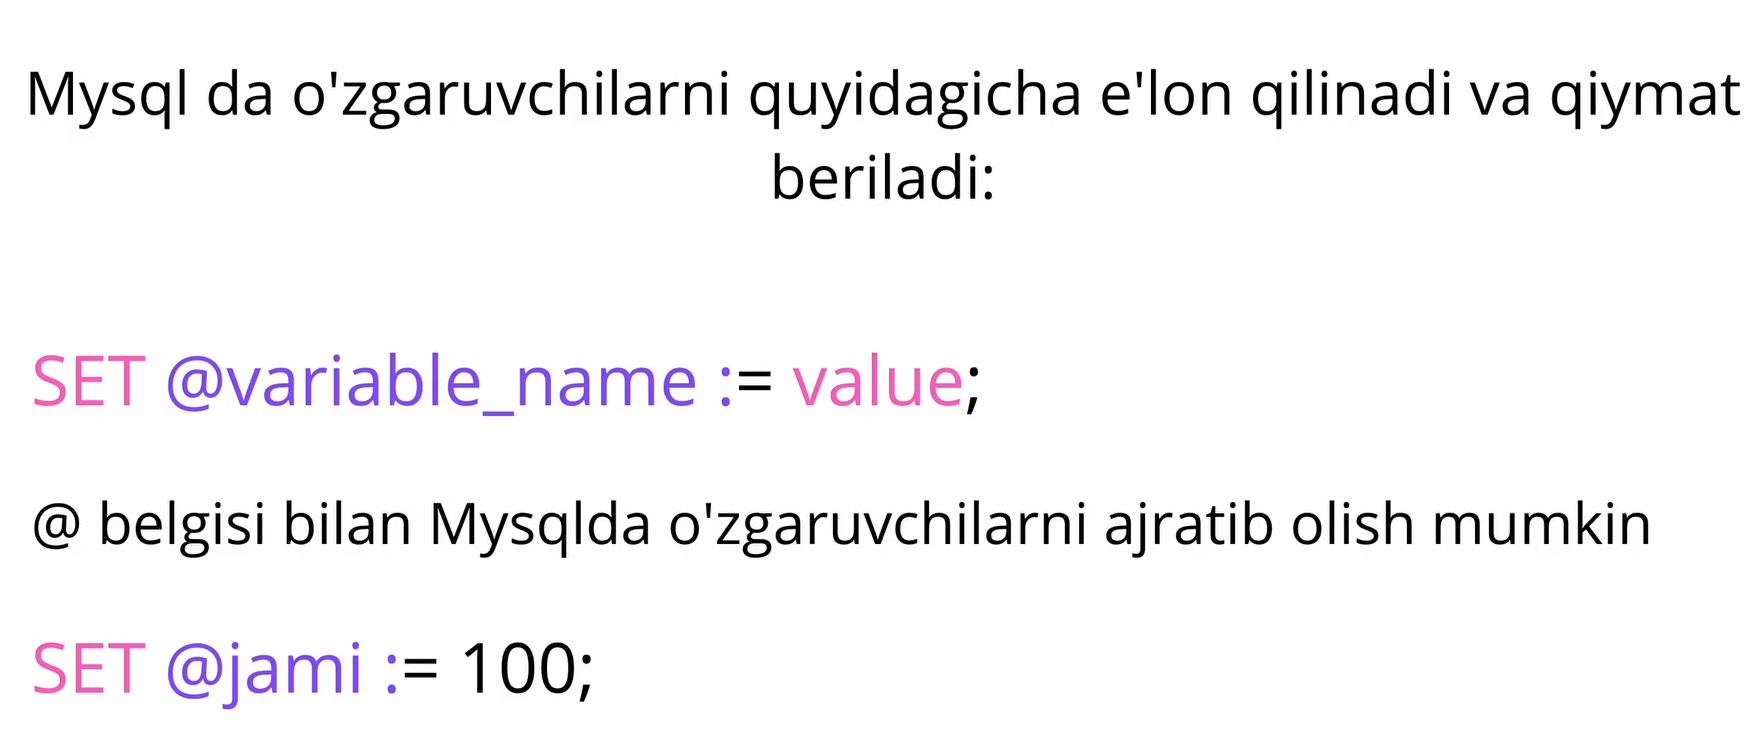 Mysql da o'zgaruvchilarni quyidagicha e'lon qilinadi va qiymat
beriladi:
SET @variable_name := value;
@ belgisi bilan Mysqlda o'zgaruvchilarni ajratib olish mumkin
SET @jami := 100;